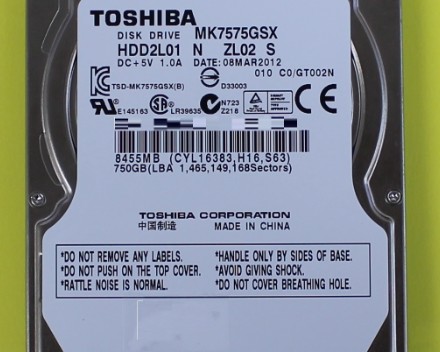 TOSHIBA
DISK DRIVE MK7575GSX
HDD2L01 N ZL02 S
DC+5V 1.0A DATE: 08MAR2012
010 C0/GT002N
TSD-MK7575GSX(B) D33003
E145163 LR39635 N723
Z216
8455MB (CYL16383,H16,S63)
750GB(LBA 1,465,149,168Sectors)
TOSHIBA CORPORATION
中国制造 MADE IN CHINA
*DO NOT REMOVE ANY LABELS. *HANDLE ONLY BY SIDES OF BASE.
*DO NOT PUSH ON THE TOP COVER. *AVOID GIVING SHOCK.
*RATTLE NOISE IS NORMAL. *DO NOT COVER BREATHING HOLE.